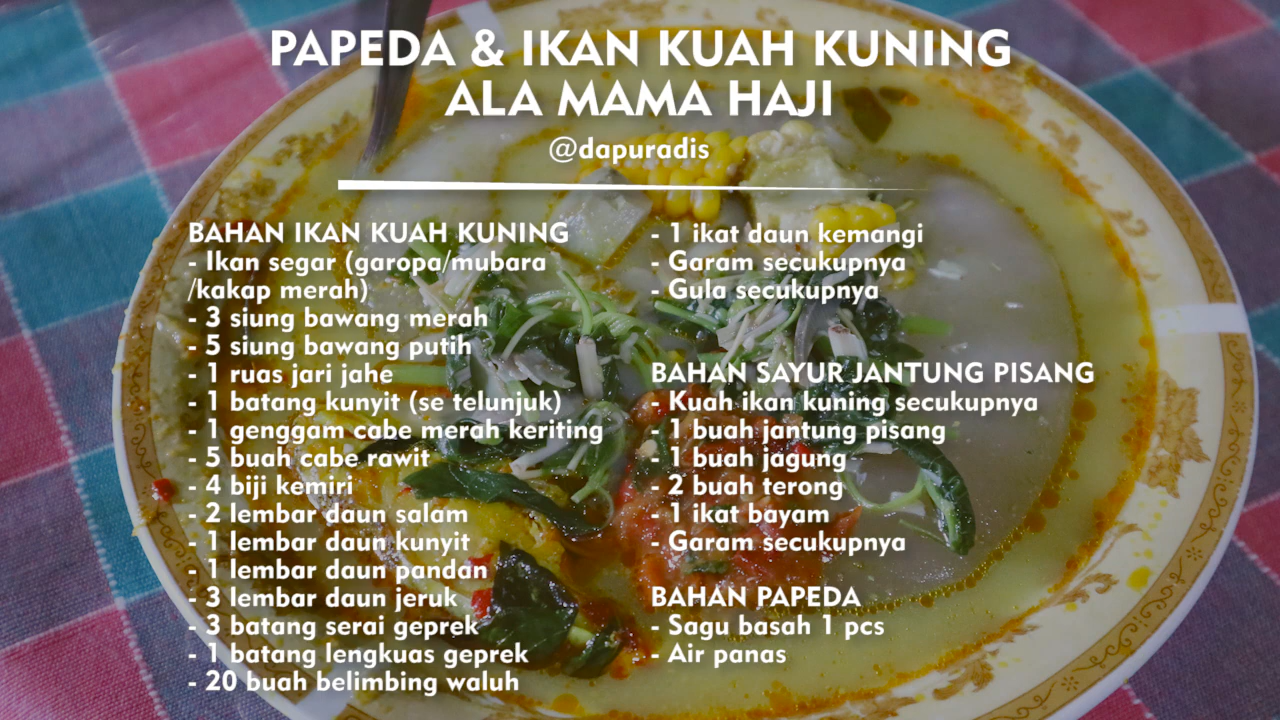 PAPEDA & IKAN KUAH KUNING
ALA MAMA HAJI
@dapuradis
BAHAN IKAN KUAH KUNING
- Ikan segar (garopa/mubara
/kakap merah)
- 3 siung bawang merah
- 5 siung bawang putih
- 1 ruas jari jahe
- 1 batang kunyit (se telunjuk)
- 1 genggam cabe merah keriting
- 5 buah cabe rawit
- 4 biji kemiri
- 2 lembar daun salam
- 1 lembar daun kunyit
- 1 lembar daun pandan
- 3 lembar daun jeruk
- 3 batang serai geprek
- 1 batang lengkuas geprek
- 20 buah belimbing waluh
- 1 ikat daun kemangi
- Garam secukupnya
- Gula secukupnya
BAHAN SAYUR JANTUNG PISANG
- Kuah ikan kuning secukupnya
- 1 buah jantung pisang
- 1 buah jagung
- 2 buah terong
- 1 ikat bayam
- Garam secukupnya
BAHAN PAPEDA
- Sagu basah 1 pcs
- Air panas